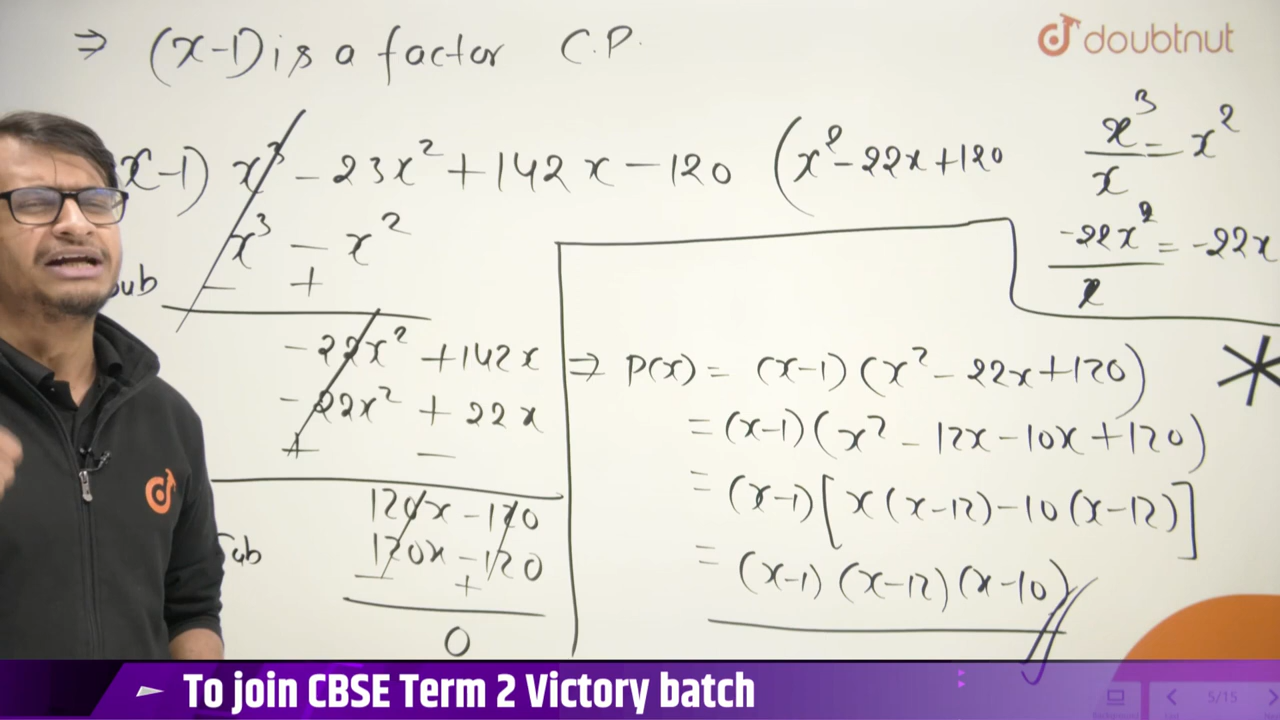 ⇒ (x-1) is a factor C.P.
doubtnut
x-1) x³ - 23x² + 142x - 120 (x² - 22x + 120
x³/x = x²
x³ - x²
- +
-22x²/x = -22x
Sub
-22x² + 142x
-22x² + 22x
+ -
120x - 120
Sub 120x - 120
- +
0
⇒ P(x) = (x-1)(x² - 22x + 120)
= (x-1)(x² - 12x - 10x + 120)
= (x-1)[x(x-12) - 10(x-12)]
= (x-1)(x-12)(x-10)
*
To join CBSE Term 2 Victory batch
5/15